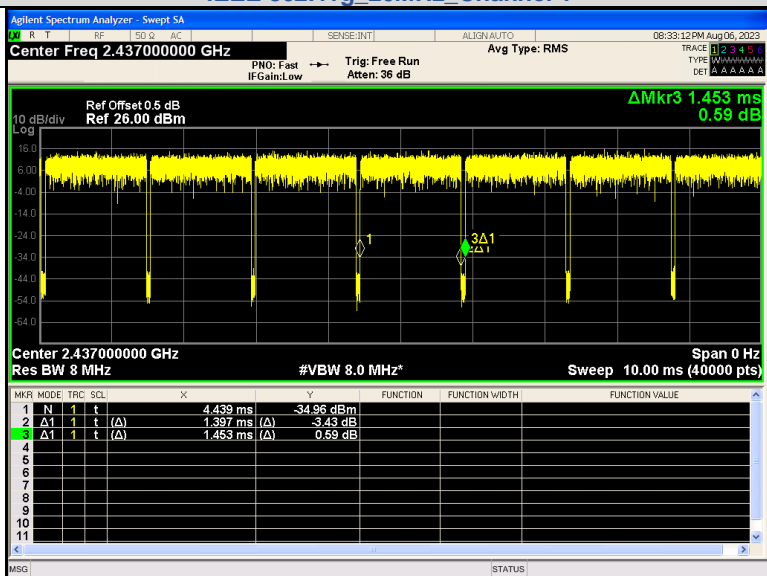 Agilent Spectrum Analyzer - Swept SA
LXI R T RF 50 Ω AC SENSE:INT ALIGN AUTO 08:33:12 PM Aug 06, 2023
Center Freq 2.437000000 GHz Avg Type: RMS TRACE 1 2 3 4 5 6
PNO: Fast Trig: Free Run TYPE WWWWWW
IFGain:Low Atten: 36 dB DET A A A A A A
ΔMkr3 1.453 ms
Ref Offset 0.5 dB 0.59 dB
10 dB/div Ref 26.00 dBm
Log
16.0
6.00
-4.00
-14.0
-24.0
1
3Δ1
-34.0
-44.0
-54.0
-64.0
Center 2.437000000 GHz Span 0 Hz
Res BW 8 MHz #VBW 8.0 MHz* Sweep 10.00 ms (40000 pts)
MKR MODE TRC SCL X Y FUNCTION FUNCTION WIDTH FUNCTION VALUE
1 N 1 t 4.439 ms -34.96 dBm
2 Δ1 1 t (Δ) 1.397 ms (Δ) -3.43 dB
3 Δ1 1 t (Δ) 1.453 ms (Δ) 0.59 dB
4
5
6
7
8
9
10
11
MSG STATUS